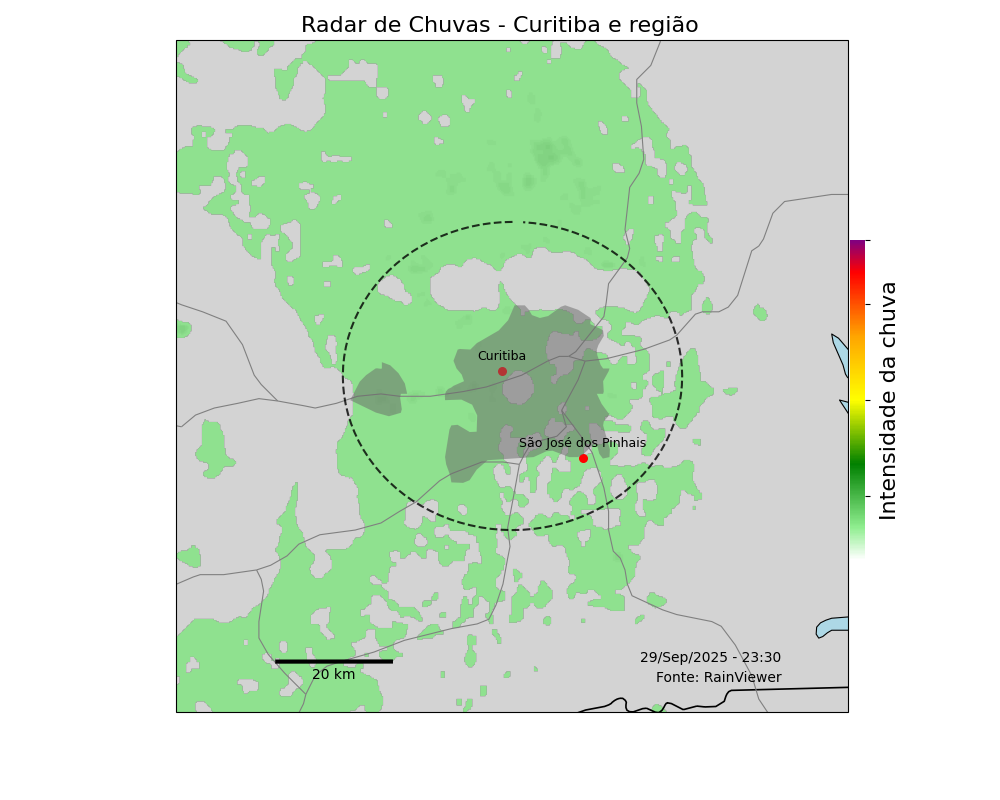 Radar de Chuvas - Curitiba e região
Curitiba
São José dos Pinhais
Intensidade da chuva
29/Sep/2025 - 23:30
Fonte: RainViewer
20 km